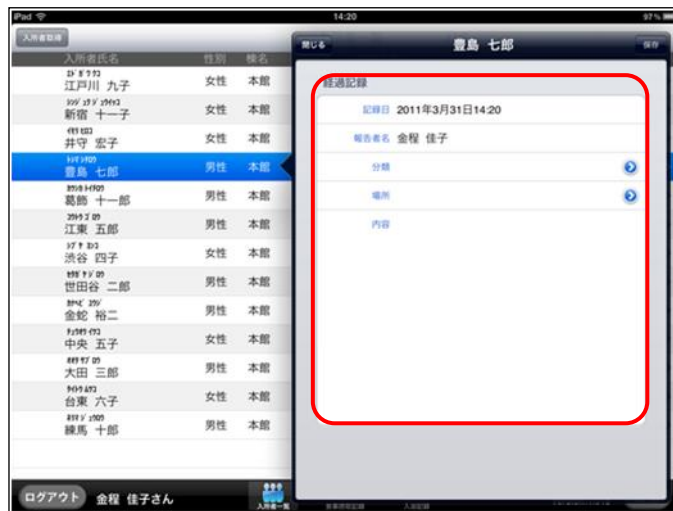 iPad 14:20 97%
入所者取得
入所者氏名 性別 棟名
江戸川 九子 女性 本館
新宿 十一子 女性 本館
井守 宏子 女性 本館
豊島 七郎 男性 本館
葛飾 十一郎 男性 本館
江東 五郎 男性 本館
渋谷 四子 女性 本館
世田谷 二郎 男性 本館
金蛇 裕二 男性 本館
中央 五子 女性 本館
大田 三郎 男性 本館
台東 六子 女性 本館
練馬 十郎 男性 本館
ログアウト 金程 佳子さん
入所者一覧
閉じる 豊島 七郎 保存
経過記録
記録日 2011年3月31日14:20
報告者名 金程 佳子
分類
場所
内容